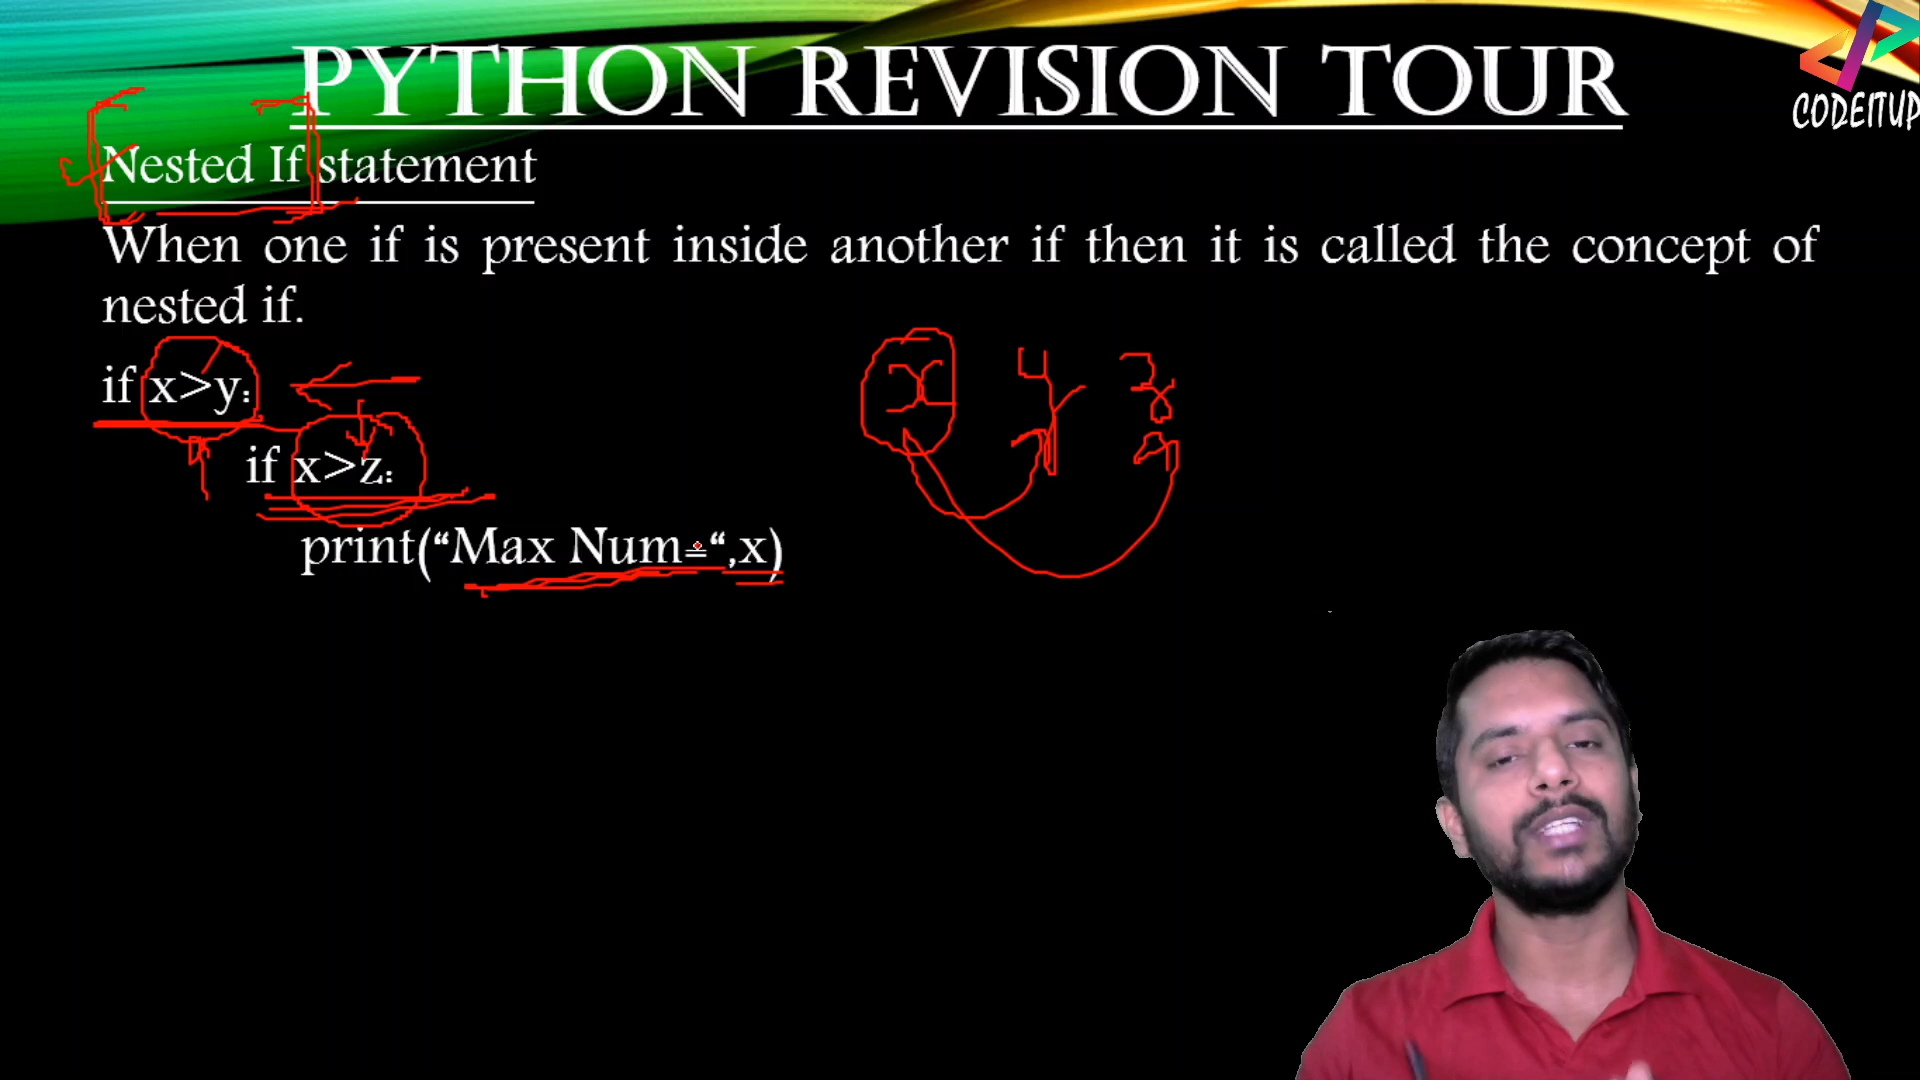 PYTHON REVISION TOUR
CODEITUP
Nested If statement
When one if is present inside another if then it is called the concept of
nested if.
if x>y:
x y z
if x>z:
print(“Max Num=“,x)